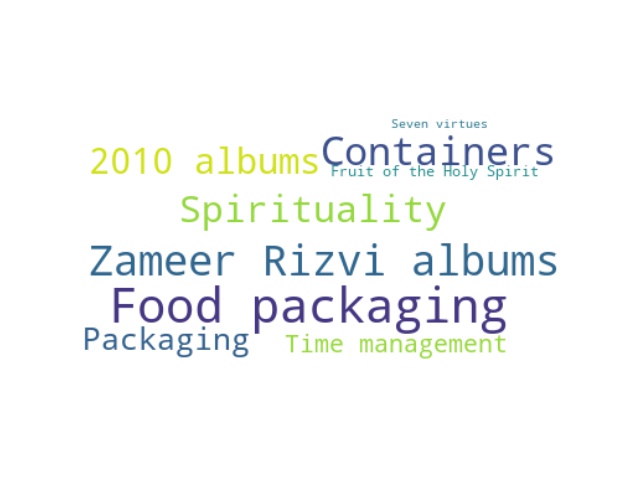 Seven virtues
2010 albums
Containers
Fruit of the Holy Spirit
Spirituality
Zameer Rizvi albums
Food packaging
Packaging
Time management